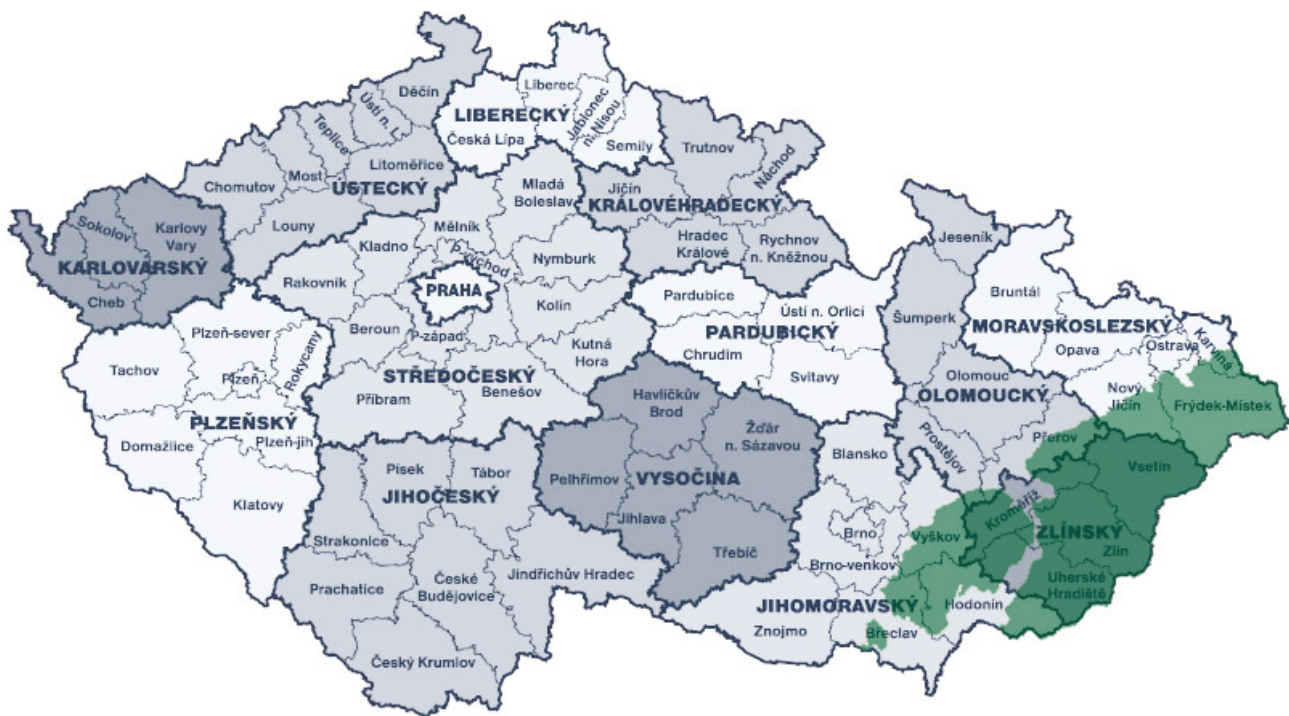 Děčín
Liberec
Ústí n. L.
Teplice
LIBERECKÝ
Jablonec
n. Nisou
Česká Lípa
Semily
Trutnov
Most
Litoměřice
Náchod
Chomutov
ÚSTECKÝ
Mladá
Boleslav
Jičín
KRÁLOVÉHRADECKÝ
Jeseník
Sokolov
Karlovy
Vary
Louny
Mělník
Kladno
Hradec
Králové
Rychnov
n. Kněžnou
KARLOVARSKÝ
Nymburk
Rakovník
PRAHA
Bruntál
Cheb
Kolín
Pardubice
Ústí n. Orlicí
Šumperk
Plzeň-sever
Beroun
P-západ
PARDUBICKÝ
MORAVSKOSLEZSKÝ
Rokycany
Kutná
Hora
Chrudim
Opava
Ostrava
Karviná
Tachov
Plzeň
STŘEDOČESKÝ
Svitavy
Olomouc
Nový
Jičín
Benešov
Havlíčkův
Brod
OLOMOUCKÝ
Frýdek-Místek
Příbram
PLZEŇSKÝ
Domažlice
Plzeň-jih
Žďár
n. Sázavou
Prostějov
Přerov
Blansko
Písek
Tábor
Vsetín
Pelhřimov
VYSOČINA
JIHOČESKÝ
Klatovy
Jihlava
Kroměříž
ZLÍNSKÝ
Strakonice
Třebíč
Brno
Vyškov
Zlín
Brno-venkov
Jindřichův Hradec
Prachatice
České
Budějovice
Uherské
Hradiště
JIHOMORAVSKÝ
Hodonín
Znojmo
Břeclav
Český Krumlov